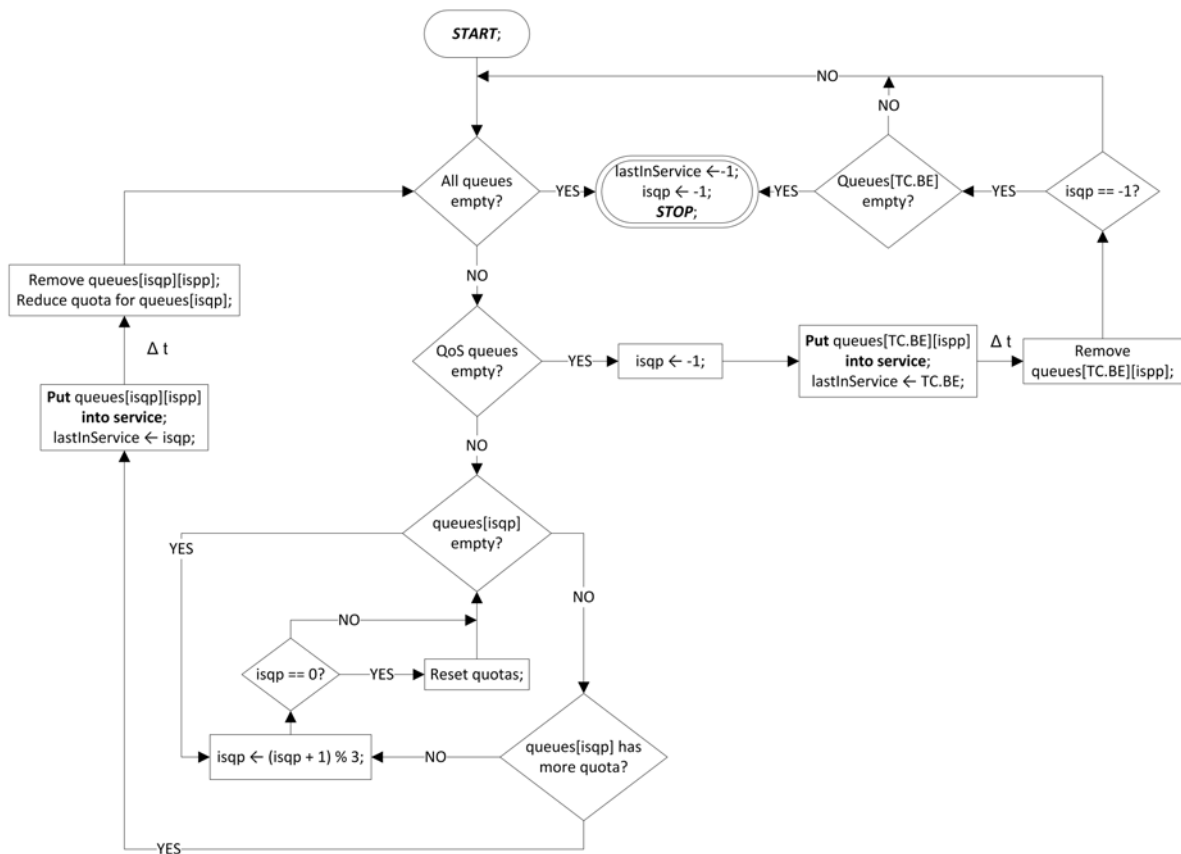 START;
NO
NO
All queues
empty?
YES
lastInService ←-1;
isqp ← -1;
STOP;
YES
Queues[TC.BE]
empty?
YES
isqp == -1?
Remove queues[isqp][ispp];
Reduce quota for queues[isqp];
NO
Δ t
QoS queues
empty?
YES
isqp ← -1;
Put queues[TC.BE][ispp]
into service;
lastInService ← TC.BE;
Δ t
Remove
queues[TC.BE][ispp];
Put queues[isqp][ispp]
into service;
lastInService ← isqp;
NO
queues[isqp]
empty?
YES
NO
NO
isqp == 0?
YES
Reset quotas;
isqp ← (isqp + 1) % 3;
NO
queues[isqp] has
more quota?
YES